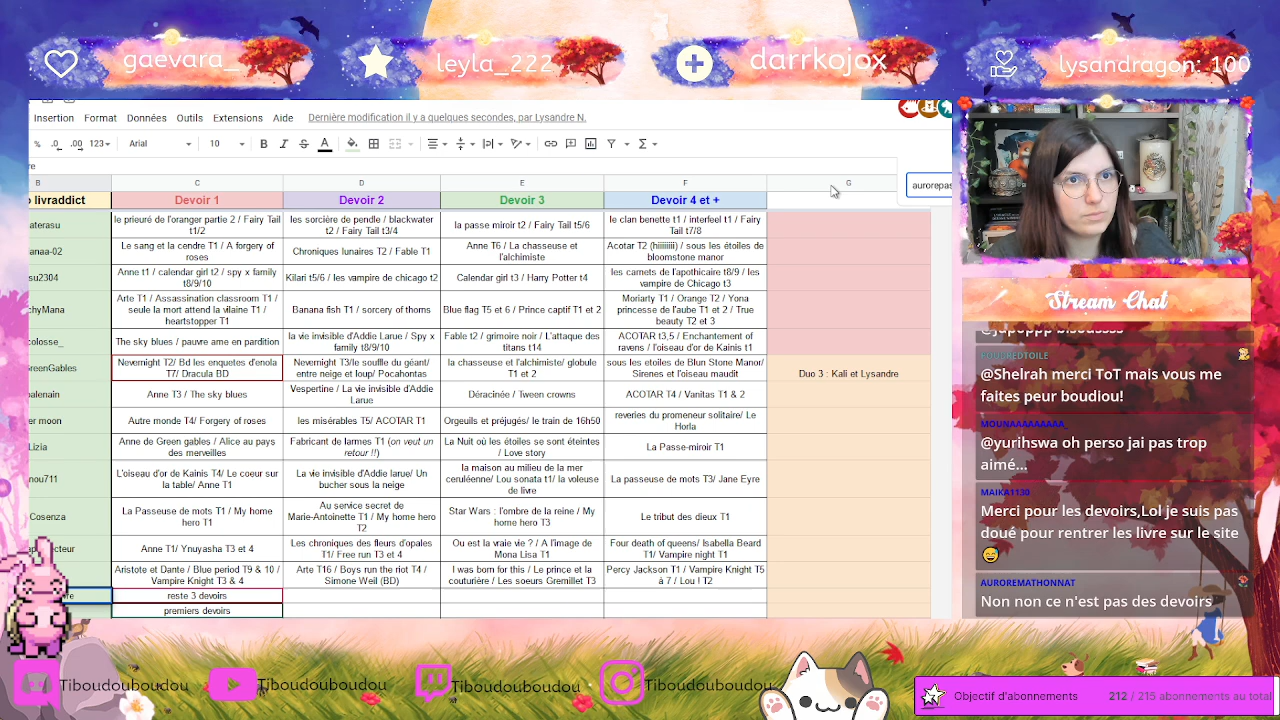 gaevara_
leyla_222
darrkojox
lysandragon: 100
Insertion Format Données Outils Extensions Aide Dernière modification il y a quelques secondes, par Lysandre N.
% .0 .00 123 Arial 10 B I S A
re
B C D E F G
aurorepas
livraddict Devoir 1 Devoir 2 Devoir 3 Devoir 4 et +
aterasu le prieuré de l'oranger partie 2 / Fairy Tail les sorcière de pendle / blackwater la passe miroir t2 / Fairy Tail t5/6 le clan benette t1 / interfeel t1 / Fairy
t1/2 t2 / Fairy Tail t3/4 Tail t7/8
anaa-02 Le sang et la cendre T1 / A forgery of Chroniques lunaires T2 / Fable T1 Anne T6 / La chasseuse et Acotar T2 (hiiiiiiii) / sous les étoiles de
roses l'alchimiste bloomstone manor
su2304 Anne t1 / calendar girl t2 / spy x family Kilari t5/6 / les vampire de chicago t2 Calendar girl t3 / Harry Potter t4 les carnets de l'apothicaire t8/9 / les
t8/9/10 vampire de Chicago t3
chyMana Arte T1 / Assassination classroom T1 / Banana fish T1 / sorcery of thorns Blue flag T5 et 6 / Prince captif T1 et 2 Moriarty T1 / Orange T2 / Yona
seule la mort attend la vilaine T1 / princesse de l'aube T1 et 2 / True
heartstopper T1 beauty T2 et 3
colosse_ The sky blues / pauvre ame en perdition la vie invisible d'Addie Larue / Spy x Fable t2 / grimoire noir / L'attaque des ACOTAR t3,5 / Enchantement of
family t8/9/10 titans t14 ravens / l'oiseau d'or de Kainis t1
reenGables Nevernight T2/ Bd les enquetes d'enola Nevernight T3/le souffle du géant/ la chasseuse et l'alchimiste/ globule sous les etoiles de Blun Stone Manor/
T7/ Dracula BD entre neige et loup/ Pocahontas T1 et 2 Sirenes et l'oiseau maudit Duo 3 : Kali et Lysandre
alenain Anne T3 / The sky blues Vespertine / La vie invisible d'Addie Déracinée / Tween crowns ACOTAR T4 / Vanitas T1 & 2
Larue
er moon Autre monde T4/ Forgery of roses les misérables T5/ ACOTAR T1 Orgeuils et préjugés/ le train de 16h50 reveries du promeneur solitaire/ Le
Horla
Lizia Anne de Green gables / Alice au pays Fabricant de larmes T1 (on veut un La Nuit où les étoiles se sont éteintes La Passe-miroir T1
des merveilles retour !!) / Love story
nou711 L'oiseau d'or de Kainis T4/ Le coeur sur La vie invisible d'Addie larue/ Un la maison au milieu de la mer La passeuse de mots T3/ Jane Eyre
la table/ Anne T1 bucher sous la neige ceruléenne/ Lou sonata t1/ la voleuse
de livre
Cosenza La Passeuse de mots T1 / My home Au service secret de Star Wars : l'ombre de la reine / My Le tribut des dieux T1
hero T1 Marie-Antoinette T1 / My home hero home hero T3
T2
ecteur Anne T1/ Ynuyasha T3 et 4 Les chroniques des fleurs d'opales Ou est la vraie vie ? / A l'image de Four death of queens/ Isabella Beard
T1/ Free run T3 et 4 Mona Lisa T1 T1/ Vampire night T1
Aristote et Dante / Blue period T9 & 10 / Arte T16 / Boys run the riot T4 / I was born for this / Le prince et la Percy Jackson T1 / Vampire Knight T5
Vampire Knight T3 & 4 Simone Weil (BD) couturière / Les soeurs Gremillet T3 à 7 / Lou ! T2
re reste 3 devoirs
premiers devoirs
Stream Chat
FOUDREDTOILE
@Shelrah merci ToT mais vous me
faites peur boudiou!
MOUNAAAAAAAAA_
@yurihswa oh perso jai pas trop
aimé...
MAIKA1130
Merci pour les devoirs,Lol je suis pas
doué pour rentrer les livre sur le site
😅
AUROREMATHONNAT
Non non ce n'est pas des devoirs
Tiboudouboudou
Tiboudouboudou
Tiboudouboudou
Tiboudouboudou
Objectif d'abonnements 212 / 215 abonnements au total